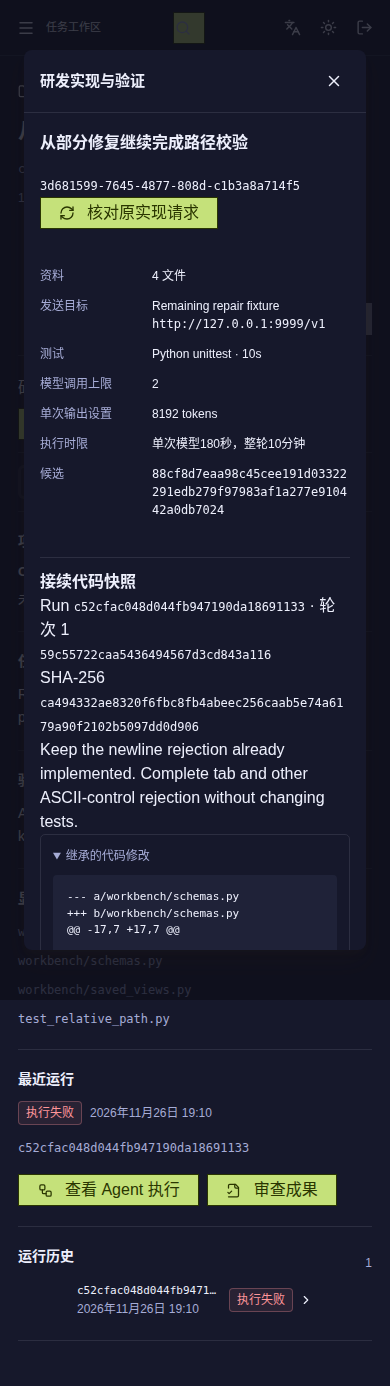 任务工作区
研发实现与验证
从部分修复继续完成路径校验
3d681599-7645-4877-808d-c1b3a8a714f5
核对原实现请求
资料 4 文件
发送目标 Remaining repair fixture
http://127.0.0.1:9999/v1
测试 Python unittest · 10s
模型调用上限 2
单次输出设置 8192 tokens
执行时限 单次模型180秒，整轮10分钟
候选 88cf8d7eaa98c45cee191d03322
291edb279f97983af1a277e9104
42a0db7024
接续代码快照
Run c52cfac048d044fb947190da18691133 · 轮
次 1
59c55722caa5436494567d3cd843a116
SHA-256
ca494332ae8320f6fbc8fb4abeec256caab5e74a61
79a90f2102b5097dd0d906
Keep the newline rejection already
implemented. Complete tab and other
ASCII-control rejection without changing
tests.
继承的代码修改
--- a/workbench/schemas.py
+++ b/workbench/schemas.py
@@ -17,7 +17,7 @@
workbench/schemas.py
workbench/saved_views.py
test_relative_path.py
最近运行
执行失败 2026年11月26日 19:10
c52cfac048d044fb947190da18691133
查看 Agent 执行 审查成果
运行历史 1
c52cfac048d044fb9471…
2026年11月26日 19:10 执行失败